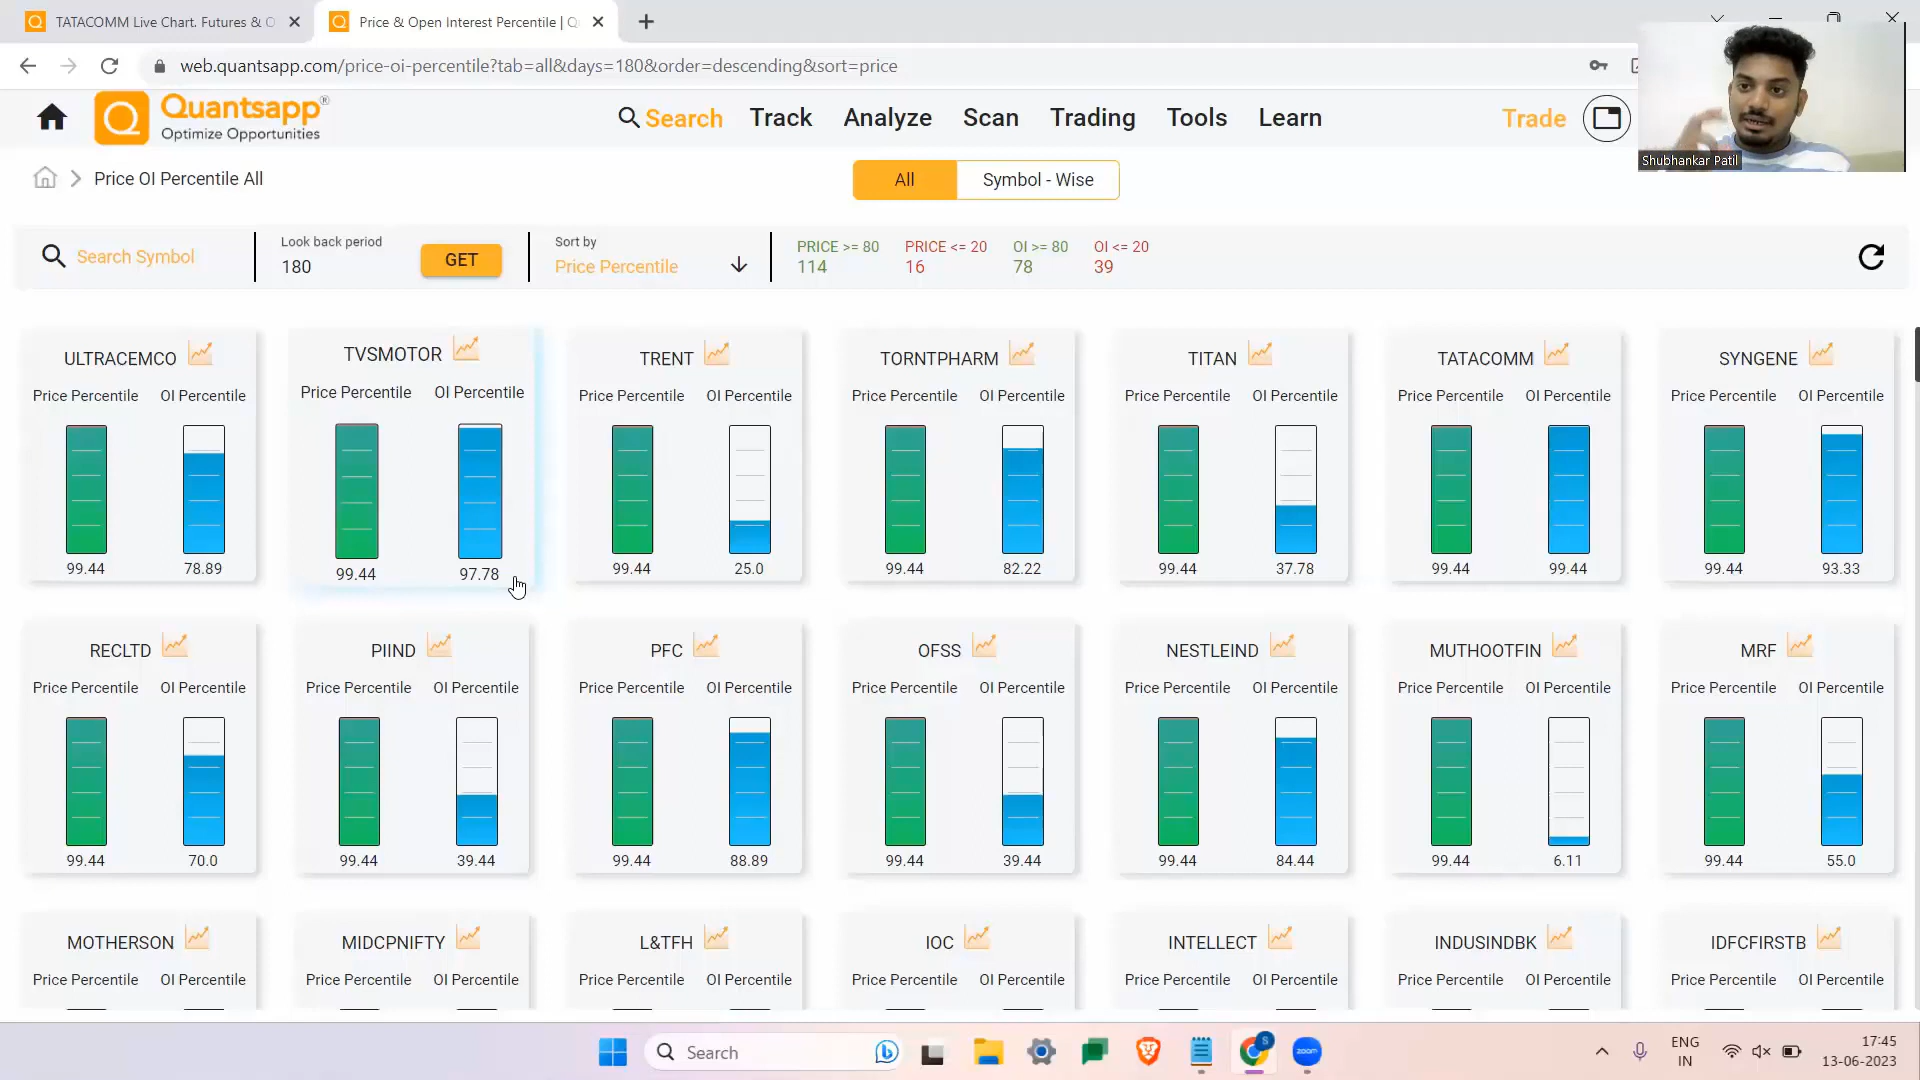 TATACOMM Live Chart. Futures & O
Price & Open Interest Percentile | Q
web.quantsapp.com/price-oi-percentile?tab=all&days=180&order=descending&sort=price
Quantsapp®
Optimize Opportunities
Search Track Analyze Scan Trading Tools Learn Trade
Shubhankar Patil
Price OI Percentile All
All Symbol - Wise
Search Symbol
Look back period
180
GET
Sort by
Price Percentile
PRICE >= 80 PRICE <= 20 OI >= 80 OI <= 20
114 16 78 39
ULTRACEMCO TVSMOTOR TRENT TORNTPHARM TITAN TATACOMM SYNGENE
Price Percentile OI Percentile Price Percentile OI Percentile Price Percentile OI Percentile Price Percentile OI Percentile Price Percentile OI Percentile Price Percentile OI Percentile Price Percentile OI Percentile
99.44 78.89 99.44 97.78 99.44 25.0 99.44 82.22 99.44 37.78 99.44 99.44 99.44 93.33
RECLTD PIIND PFC OFSS NESTLEIND MUTHOOTFIN MRF
Price Percentile OI Percentile Price Percentile OI Percentile Price Percentile OI Percentile Price Percentile OI Percentile Price Percentile OI Percentile Price Percentile OI Percentile Price Percentile OI Percentile
99.44 70.0 99.44 39.44 99.44 88.89 99.44 39.44 99.44 84.44 99.44 6.11 99.44 55.0
MOTHERSON MIDCPNIFTY L&TFH IOC INTELLECT INDUSINDBK IDFCFIRSTB
Price Percentile OI Percentile Price Percentile OI Percentile Price Percentile OI Percentile Price Percentile OI Percentile Price Percentile OI Percentile Price Percentile OI Percentile Price Percentile OI Percentile
Search
S
zoom
ENG
IN
17:45
13-06-2023